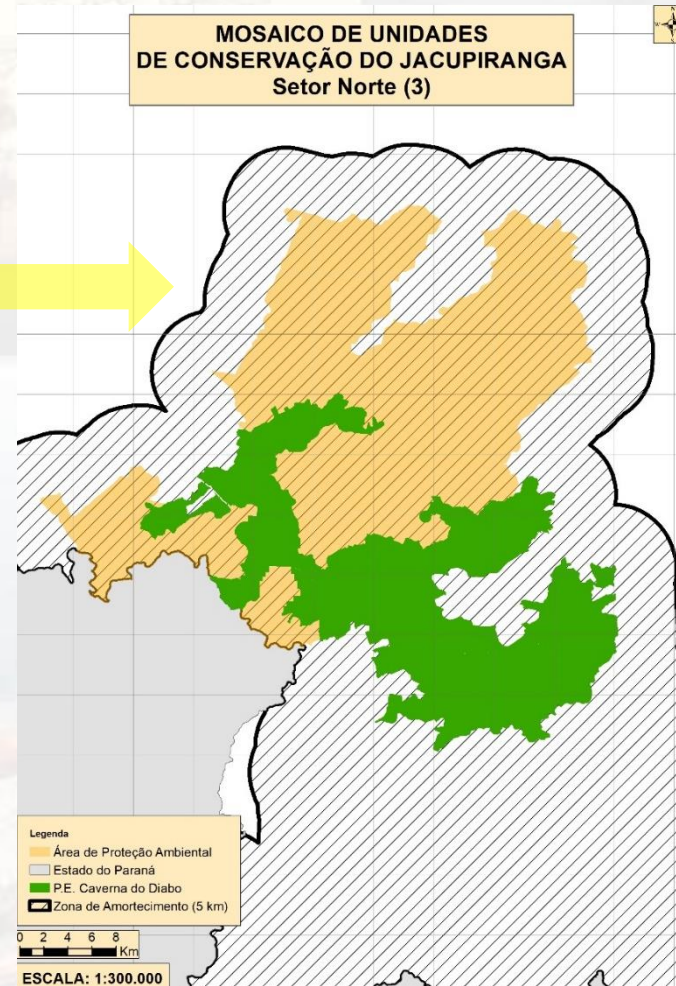 MOSAICO DE UNIDADES
DE CONSERVAÇÃO DO JACUPIRANGA
Setor Norte (3)
Legenda
Área de Proteção Ambiental
Estado do Paraná
P.E. Caverna do Diabo
Zona de Amortecimento (5 km)
0 2 4 6 8
Km
ESCALA: 1:300.000